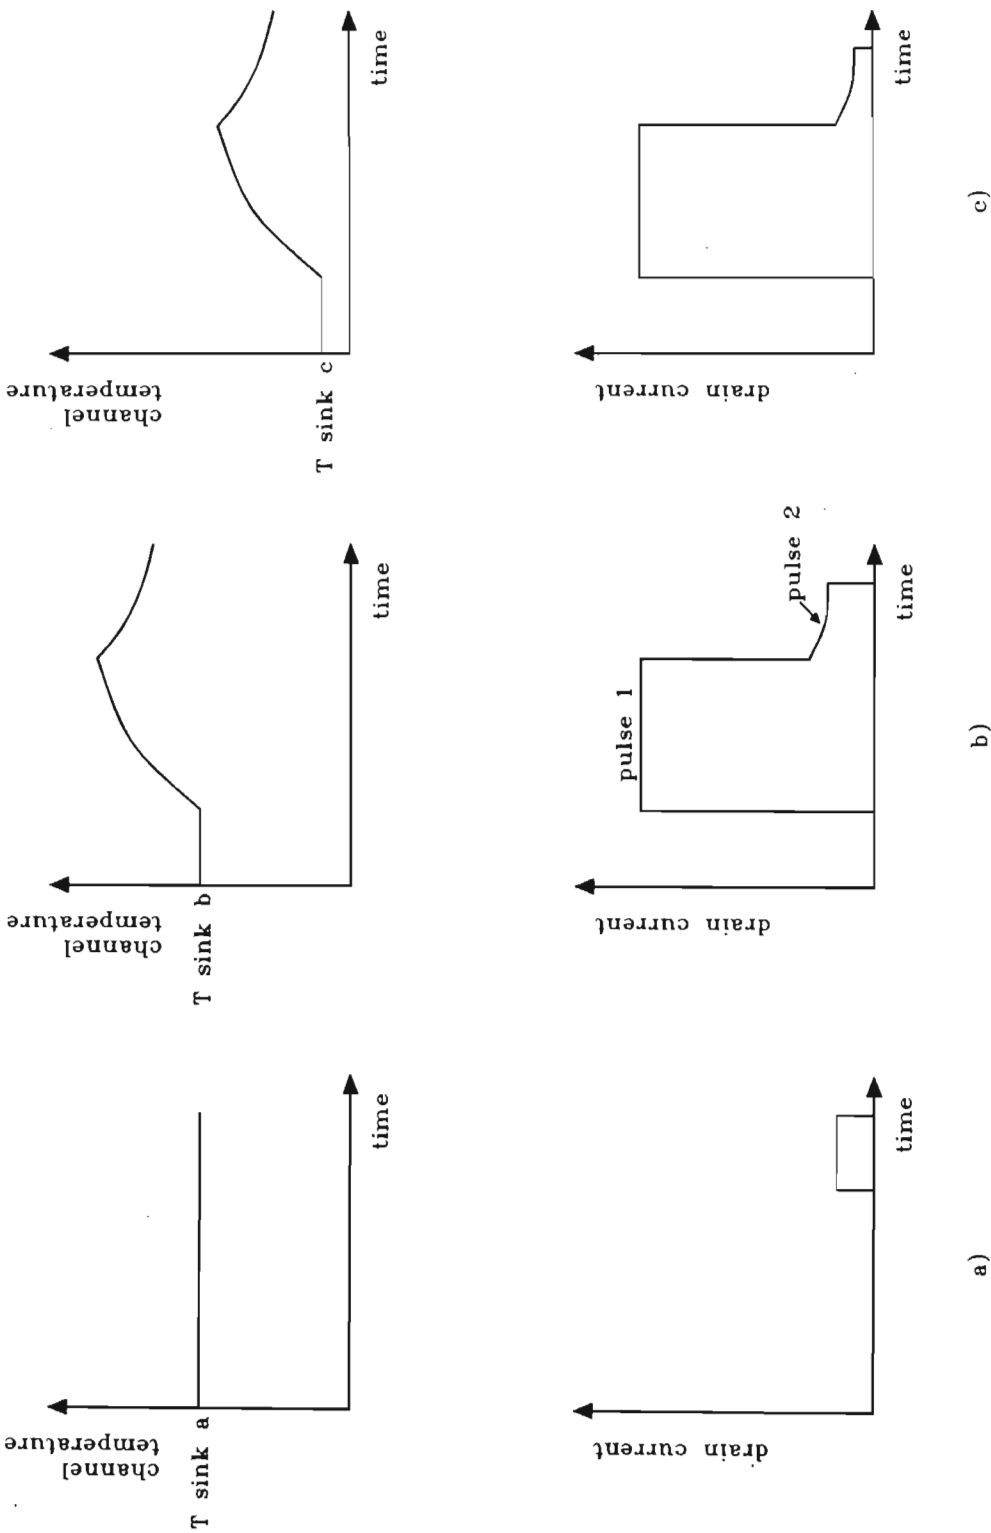 channel
temperature
T sink a
time
channel
temperature
T sink b
time
channel
temperature
T sink c
time
drain current
time
drain current
pulse 1
pulse 2
time
drain current
time
a)
b)
c)